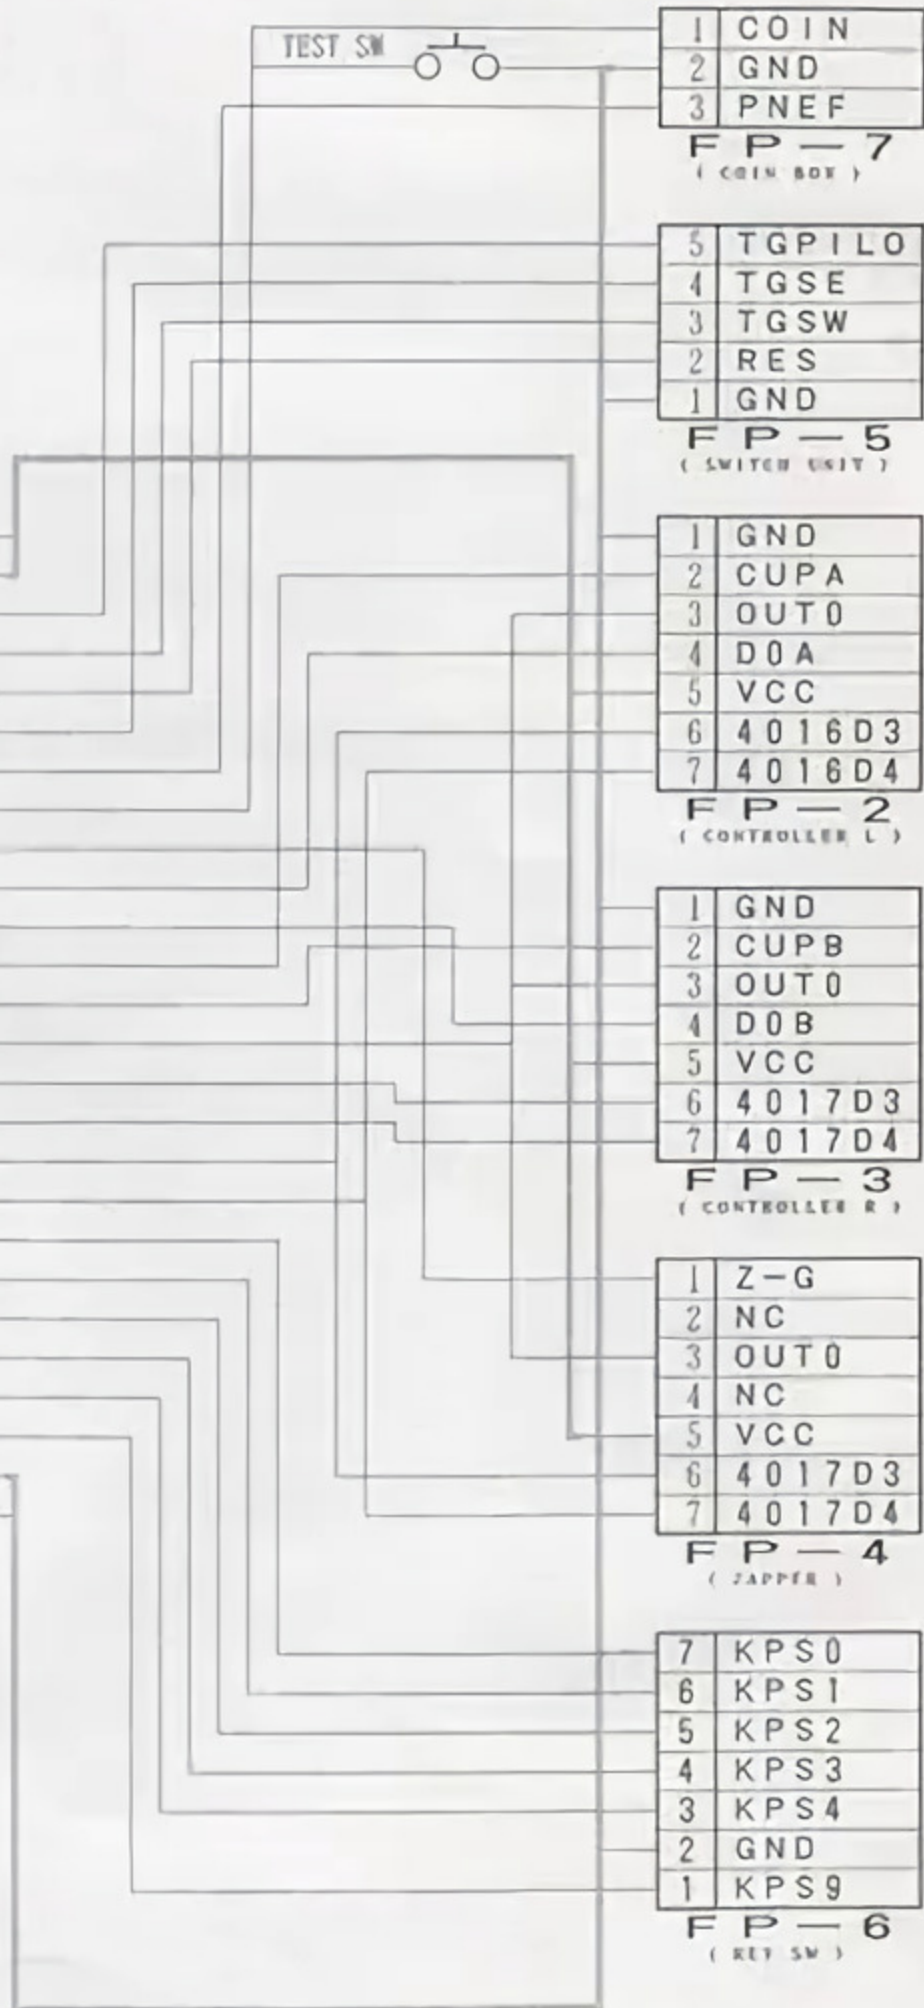 TEST SW
1 COIN
2 GND
3 PNEF
FP-7
( COIN BOX )
5 TGPILO
4 TGSE
3 TGSW
2 RES
1 GND
FP-5
( SWITCH UNIT )
1 GND
2 CUPA
3 OUT0
4 D0A
5 VCC
6 4016D3
7 4016D4
FP-2
( CONTROLLER L )
1 GND
2 CUPB
3 OUT0
4 D0B
5 VCC
6 4017D3
7 4017D4
FP-3
( CONTROLLER R )
1 Z-G
2 NC
3 OUT0
4 NC
5 VCC
6 4017D3
7 4017D4
FP-4
( ZAPPER )
7 KPS0
6 KPS1
5 KPS2
4 KPS3
3 KPS4
2 GND
1 KPS9
FP-6
( KEY SW )